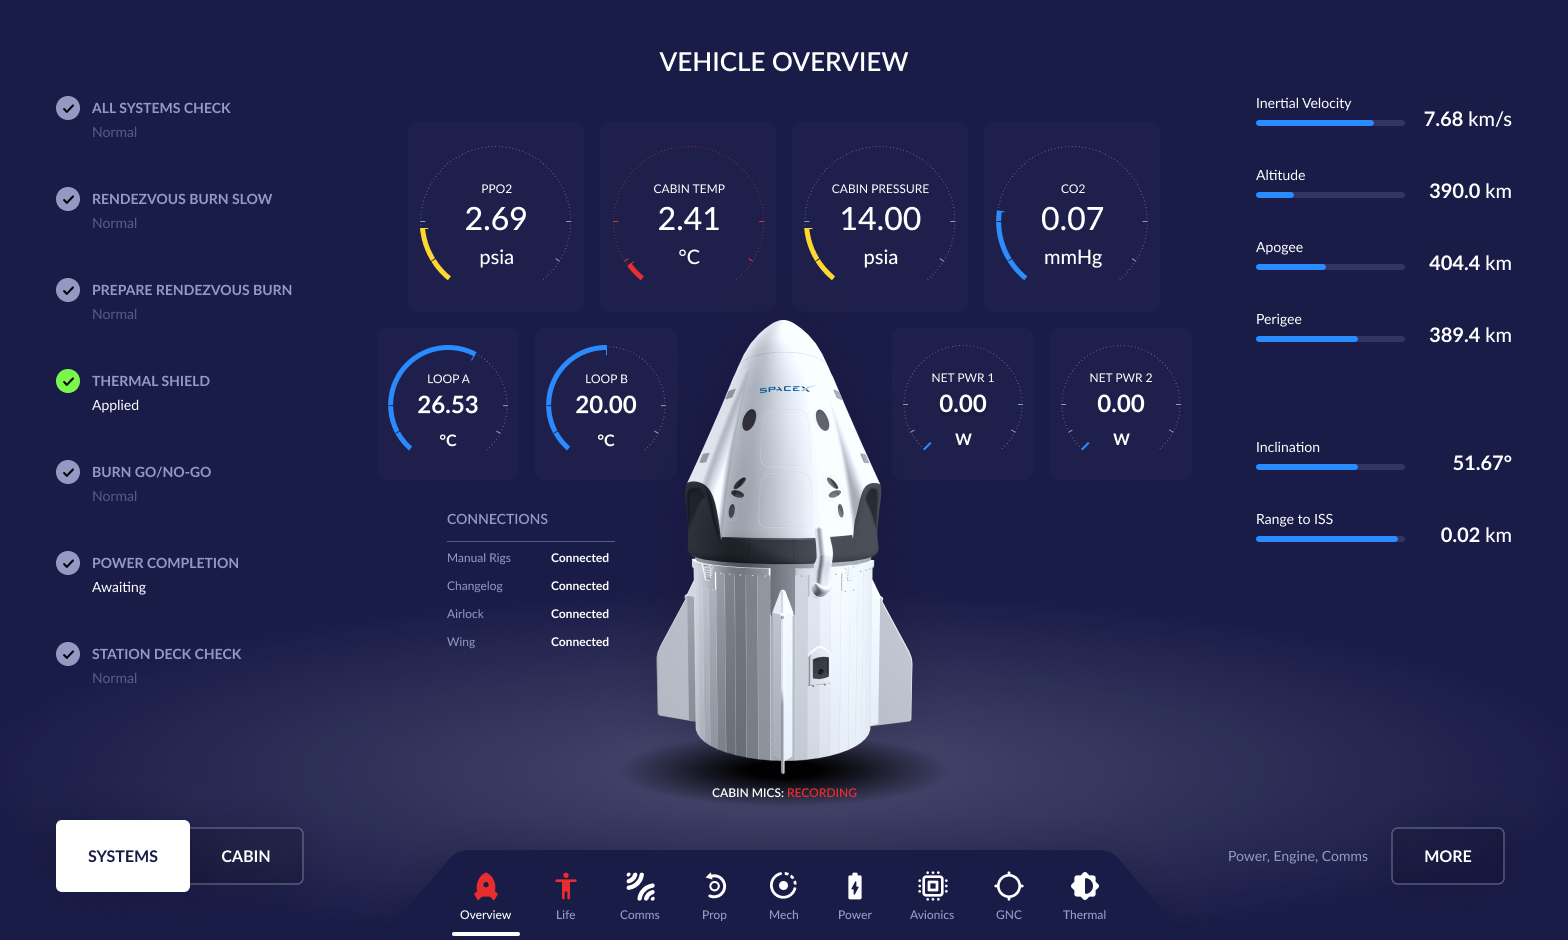 VEHICLE OVERVIEW
ALL SYSTEMS CHECK
Normal
RENDEZVOUS BURN SLOW
Normal
PREPARE RENDEZVOUS BURN
Normal
THERMAL SHIELD
Applied
BURN GO/NO-GO
Normal
POWER COMPLETION
Awaiting
STATION DECK CHECK
Normal
PPO2
2.69
psia
CABIN TEMP
2.41
°C
CABIN PRESSURE
14.00
psia
CO2
0.07
mmHg
LOOP A
26.53
°C
LOOP B
20.00
°C
SPACEX
NET PWR 1
0.00
W
NET PWR 2
0.00
W
CONNECTIONS
Manual Rigs Connected
Changelog Connected
Airlock Connected
Wing Connected
CABIN MICS: RECORDING
Inertial Velocity
7.68 km/s
Altitude
390.0 km
Apogee
404.4 km
Perigee
389.4 km
Inclination
51.67°
Range to ISS
0.02 km
SYSTEMS
CABIN
Power, Engine, Comms
MORE
Overview
Life
Comms
Prop
Mech
Power
Avionics
GNC
Thermal